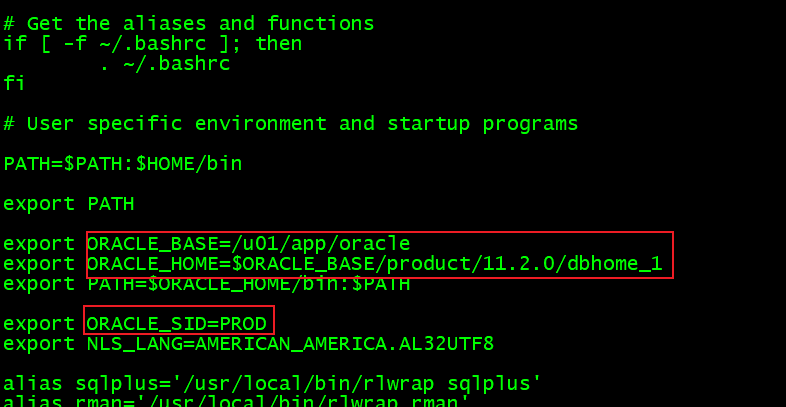 # Get the aliases and functions
if [ -f ~/.bashrc ]; then
        . ~/.bashrc
fi
# User specific environment and startup programs
PATH=$PATH:$HOME/bin
export PATH
export ORACLE_BASE=/u01/app/oracle
export ORACLE_HOME=$ORACLE_BASE/product/11.2.0/dbhome_1
export PATH=$ORACLE_HOME/bin:$PATH
export ORACLE_SID=PROD
export NLS_LANG=AMERICAN_AMERICA.AL32UTF8
alias sqlplus='/usr/local/bin/rlwrap sqlplus'
alias rman='/usr/local/bin/rlwrap rman'